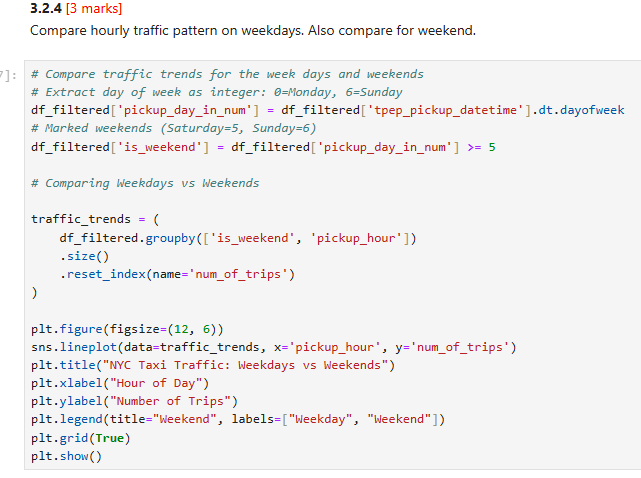 3.2.4 [3 marks]
Compare hourly traffic pattern on weekdays. Also compare for weekend.
7]:
# Compare traffic trends for the week days and weekends
# Extract day of week as integer: 0=Monday, 6=Sunday
df_filtered['pickup_day_in_num'] = df_filtered['tpep_pickup_datetime'].dt.dayofweek
# Marked weekends (Saturday=5, Sunday=6)
df_filtered['is_weekend'] = df_filtered['pickup_day_in_num'] >= 5
# Comparing Weekdays vs Weekends
traffic_trends = (
    df_filtered.groupby(['is_weekend', 'pickup_hour'])
    .size()
    .reset_index(name='num_of_trips')
)
plt.figure(figsize=(12, 6))
sns.lineplot(data=traffic_trends, x='pickup_hour', y='num_of_trips')
plt.title("NYC Taxi Traffic: Weekdays vs Weekends")
plt.xlabel("Hour of Day")
plt.ylabel("Number of Trips")
plt.legend(title="Weekend", labels=["Weekday", "Weekend"])
plt.grid(True)
plt.show()